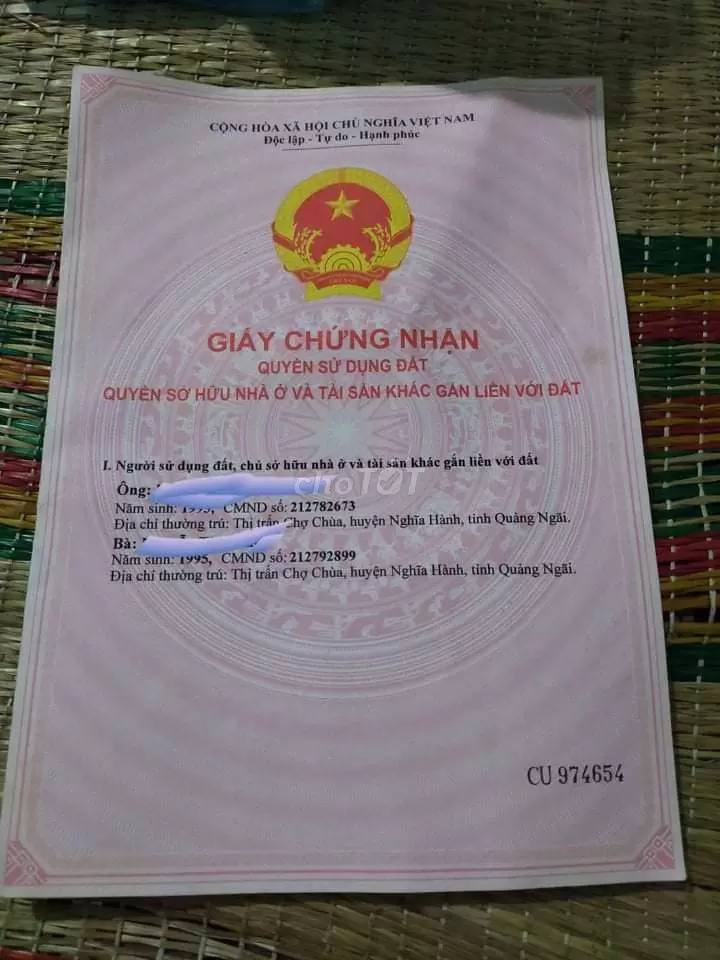 CỘNG HÒA XÃ HỘI CHỦ NGHĨA VIỆT NAM
Độc lập - Tự do - Hạnh phúc
GIẤY CHỨNG NHẬN
QUYỀN SỬ DỤNG ĐẤT
QUYỀN SỞ HỮU NHÀ Ở VÀ TÀI SẢN KHÁC GẮN LIỀN VỚI ĐẤT
I. Người sử dụng đất, chủ sở hữu nhà ở và tài sản khác gắn liền với đất
Ông:
choTỐT
Năm sinh: CMND số: 212782673
Địa chỉ thường trú: Thị trấn Chợ Chùa, huyện Nghĩa Hành, tỉnh Quảng Ngãi.
Bà:
Năm sinh: 1995, CMND số: 212792899
Địa chỉ thường trú: Thị trấn Chợ Chùa, huyện Nghĩa Hành, tỉnh Quảng Ngãi.
CU 974654